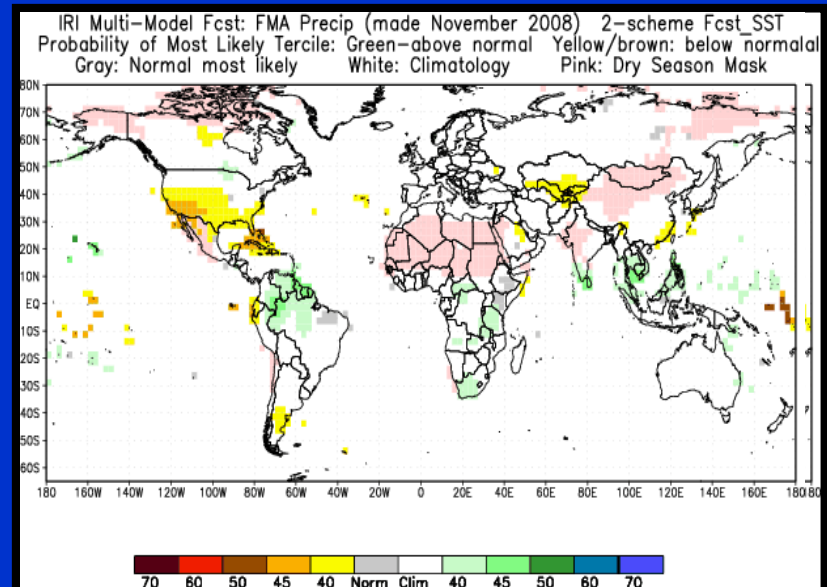 IRI Multi-Model Fcst: FMA Precip (made November 2008) 2-scheme Fcst_SST
Probability of Most Likely Tercile: Green-above normal Yellow/brown: below normalal
Gray: Normal most likely White: Climatology Pink: Dry Season Mask
80N
70N
60N
50N
40N
30N
20N
10N
EQ
10S
20S
30S
40S
50S
60S
180 160W 140W 120W 100W 80W 60W 40W 20W 0 20E 40E 60E 80E 100E 120E 140E 160E 180 180
70 60 50 45 40 Norm Clim 40 45 50 60 70